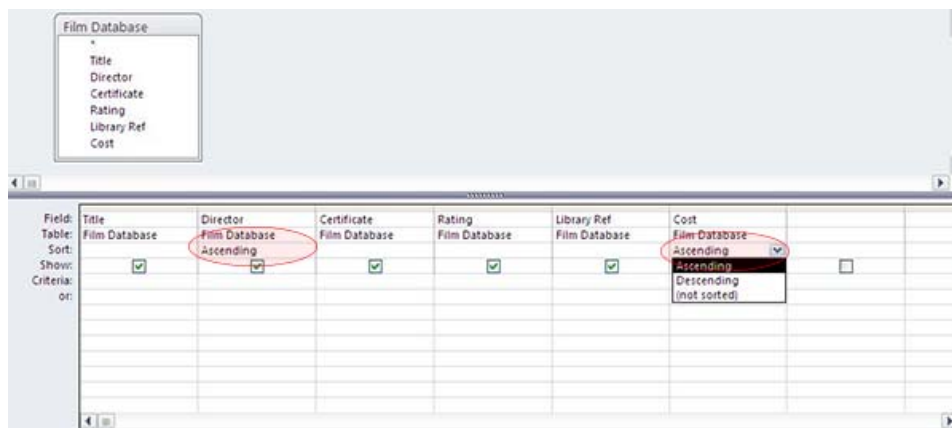 Film Database
*
Title
Director
Certificate
Rating
Library Ref
Cost
Field: Title Director Certificate Rating Library Ref Cost
Table: Film Database Film Database Film Database Film Database Film Database Film Database
Sort: Ascending Ascending
Show: Ascending
Criteria: Descending
or: (not sorted)